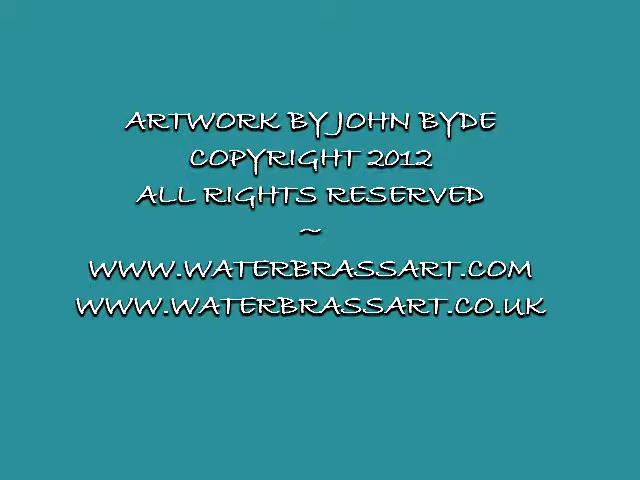 ARTWORK BY JOHN BYDE
COPYRIGHT 2012
ALL RIGHTS RESERVED
~
WWW.WATERBRASSART.COM
WWW.WATERBRASSART.CO.UK